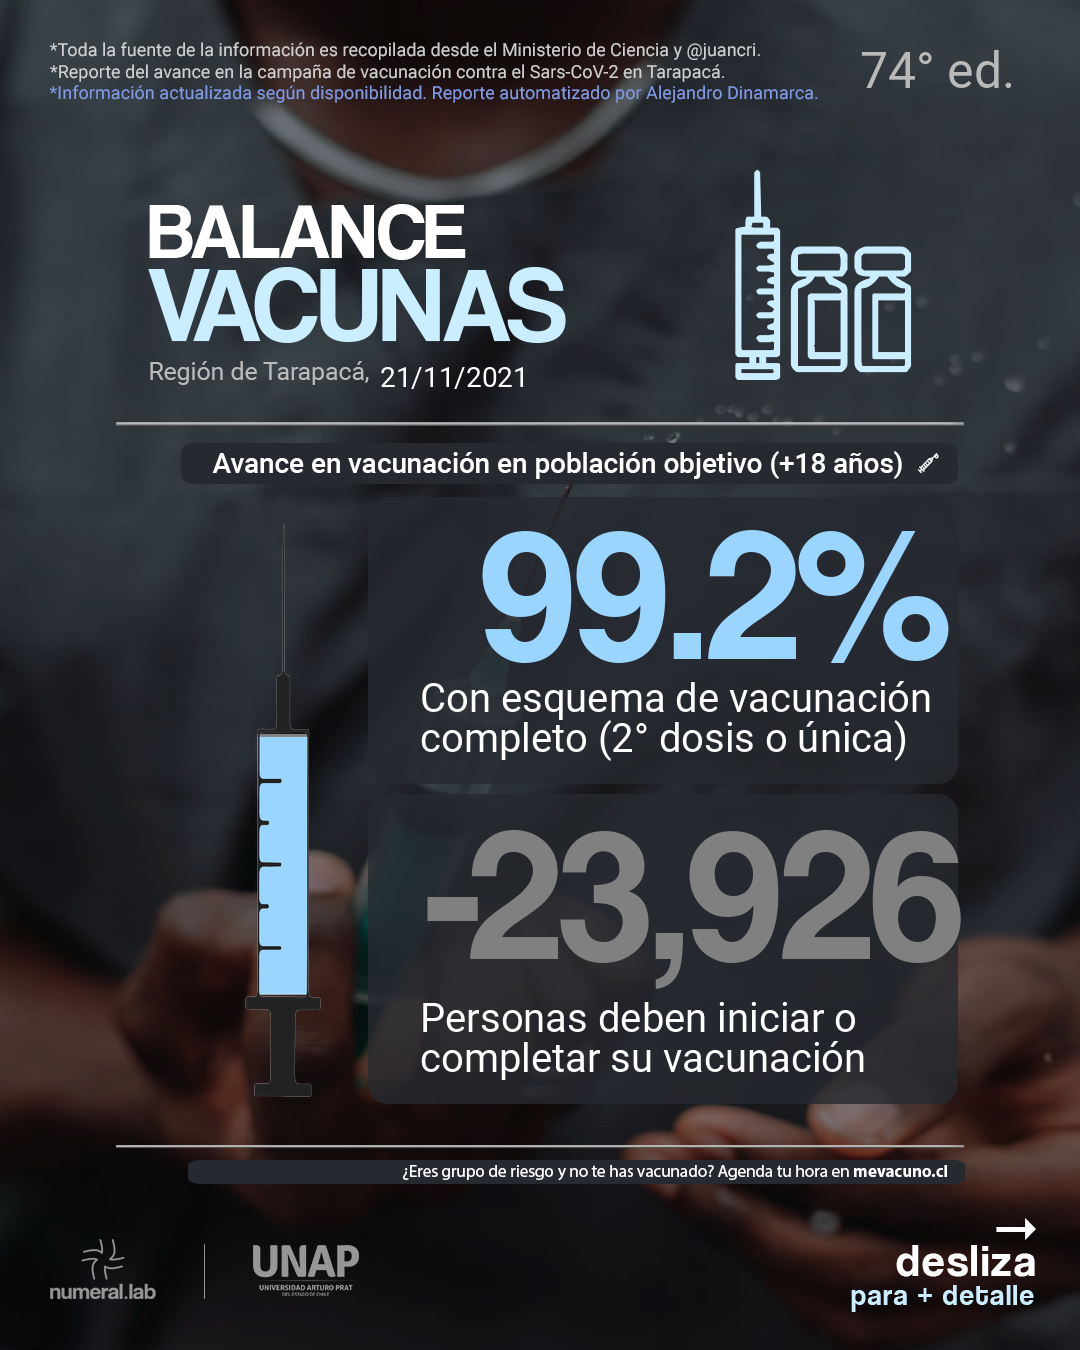 *Toda la fuente de la información es recopilada desde el Ministerio de Ciencia y @juancri.
*Reporte del avance en la campaña de vacunación contra el Sars-CoV-2 en Tarapacá.
*Información actualizada según disponibilidad. Reporte automatizado por Alejandro Dinamarca.
74° ed.
BALANCE
VACUNAS
Región de Tarapacá, 21/11/2021
Avance en vacunación en población objetivo (+18 años)
99.2%
Con esquema de vacunación
completo (2° dosis o única)
-23,926
Personas deben iniciar o
completar su vacunación
¿Eres grupo de riesgo y no te has vacunado? Agenda tu hora en mevacuno.cl
numeral.lab
UNAP
UNIVERSIDAD ARTURO PRAT
DEL ESTADO DE CHILE
desliza
para + detalle